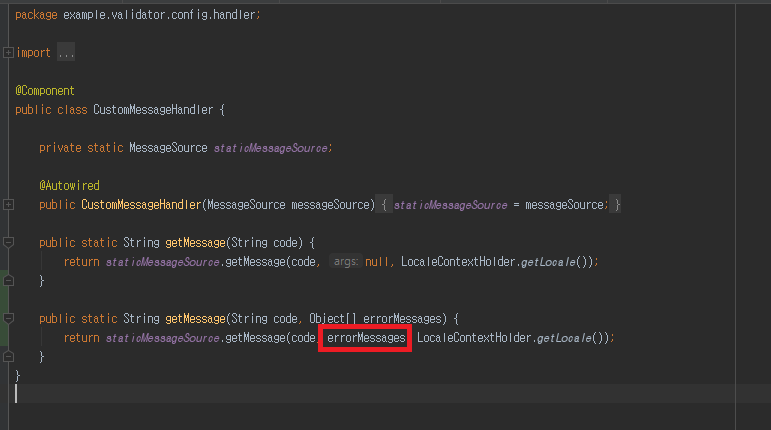 package example.validator.config.handler;
import ...
@Component
public class CustomMessageHandler {
private static MessageSource staticMessageSource;
@Autowired
public CustomMessageHandler(MessageSource messageSource) { staticMessageSource = messageSource; }
public static String getMessage(String code) {
return staticMessageSource.getMessage(code, args: null, LocaleContextHolder.getLocale());
}
public static String getMessage(String code, Object[] errorMessages) {
return staticMessageSource.getMessage(code, errorMessages, LocaleContextHolder.getLocale());
}
}